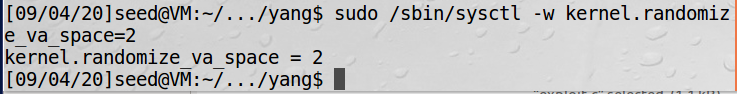 [09/04/20]seed@VM:~/.../yang$ sudo /sbin/sysctl -w kernel.randomiz
e_va_space=2
kernel.randomize_va_space = 2
[09/04/20]seed@VM:~/.../yang$